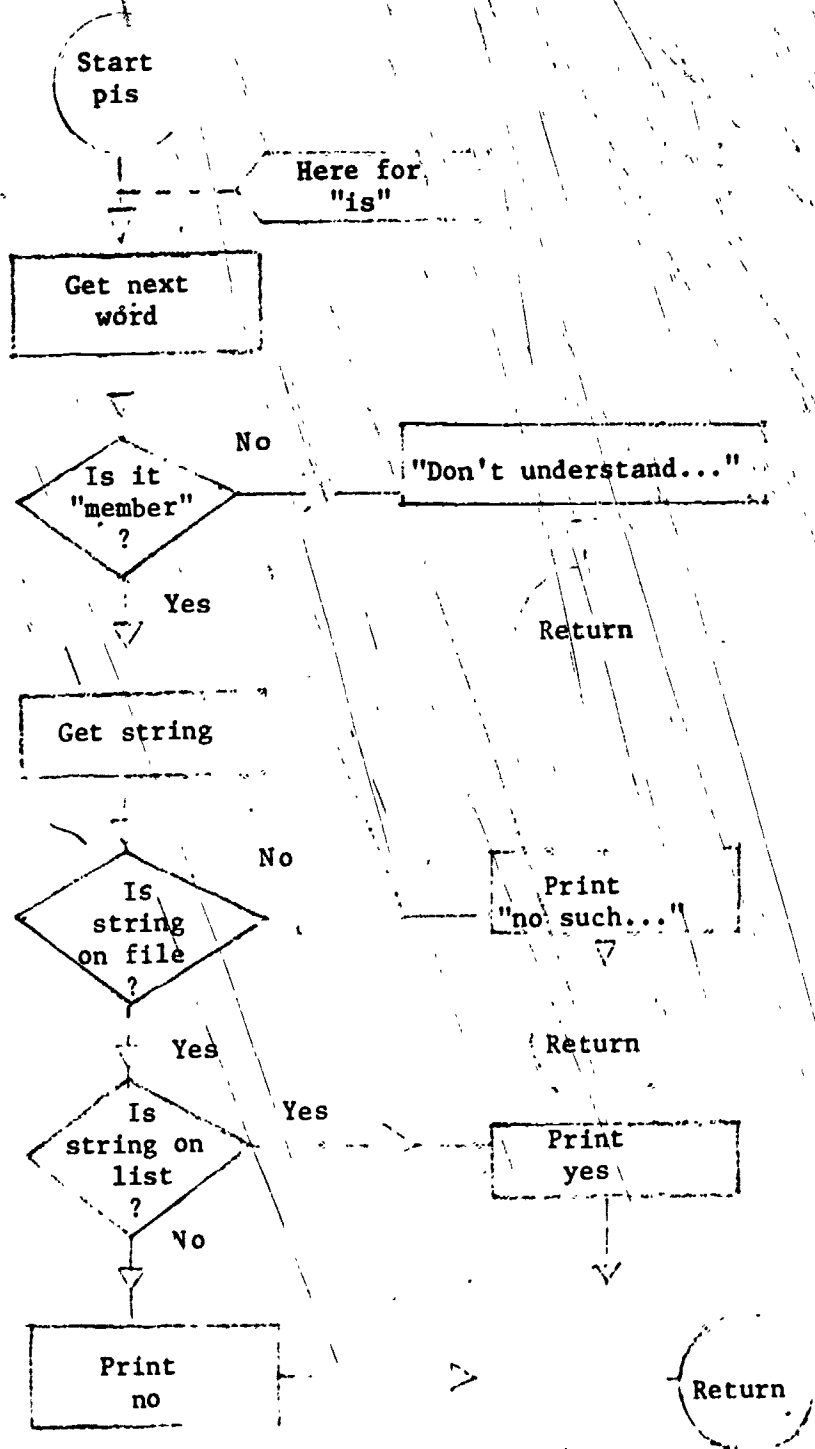 Start
pis
Here for
"is"
Get next
word
No
Is it
"member"
?
"Don't understand..."
Yes
Return
Get string
No
Is
string
on file
?
Print
"no such..."
Yes
Return
Is
string on
list
?
Yes
Print
yes
No
Print
no
Return